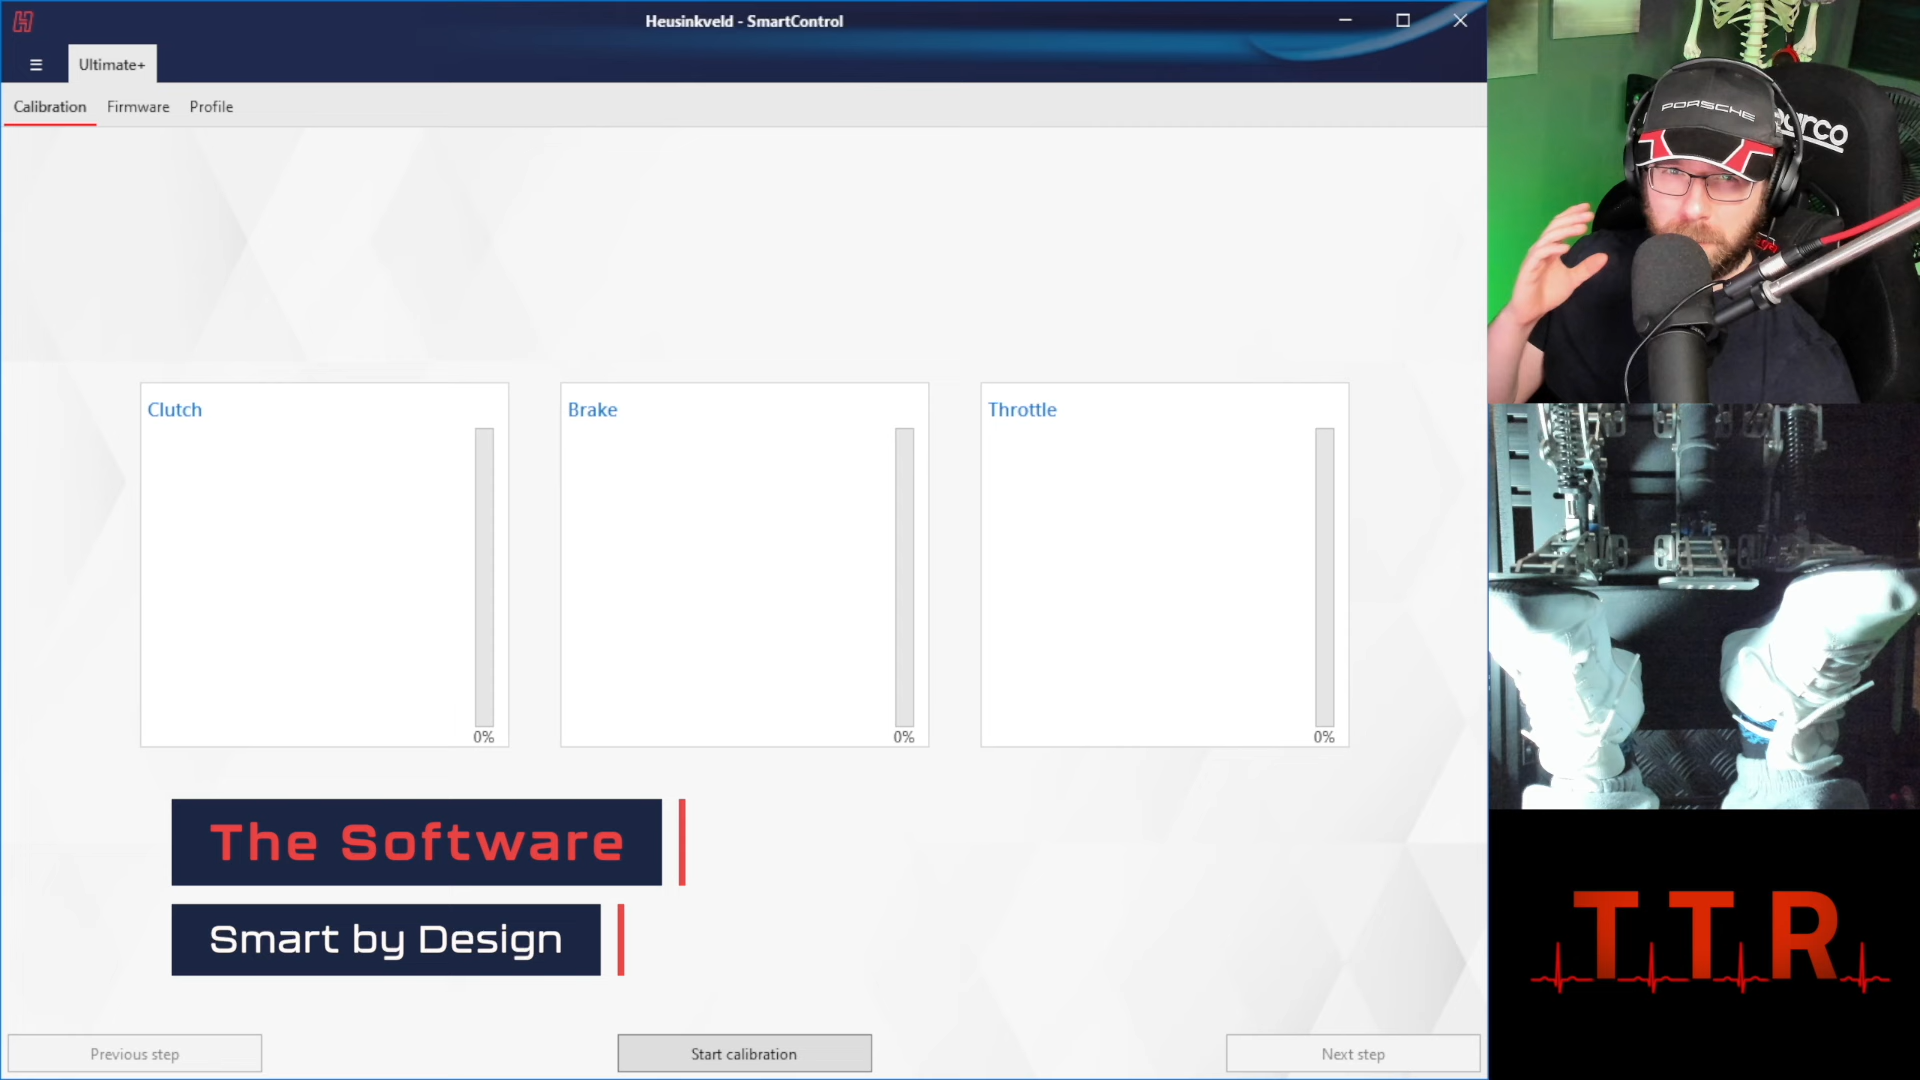 Heusinkveld - SmartControl
Ultimate+
Calibration Firmware Profile
Clutch
0%
Brake
0%
Throttle
0%
The Software
Smart by Design
Previous step
Start calibration
Next step
PORSCHE
TTR